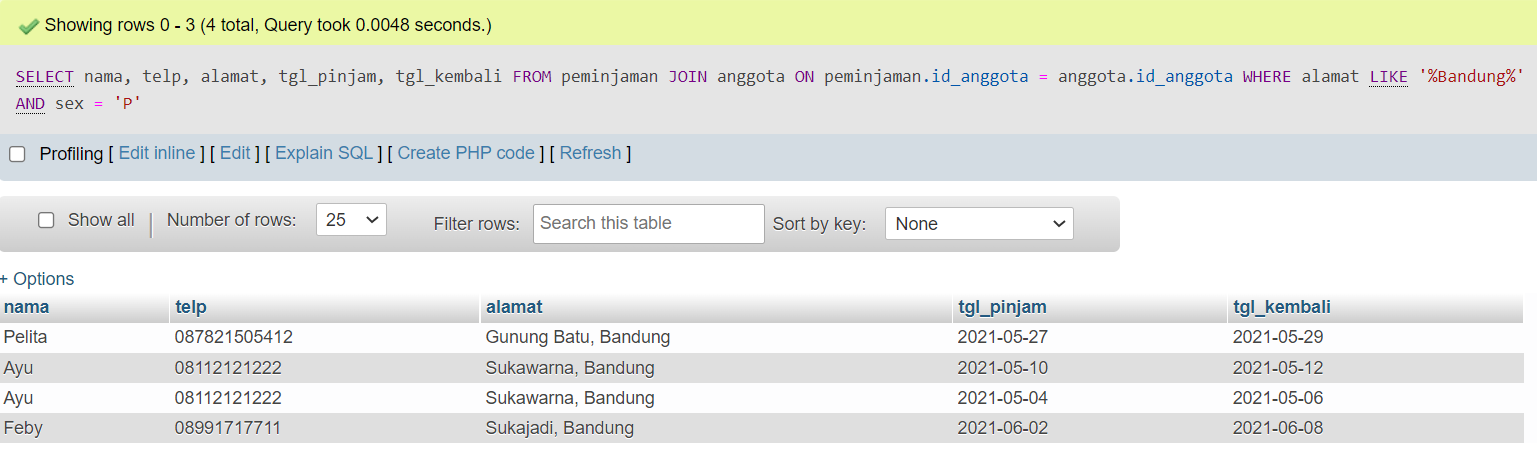 Showing rows 0 - 3 (4 total, Query took 0.0048 seconds.)
SELECT nama, telp, alamat, tgl_pinjam, tgl_kembali FROM peminjaman JOIN anggota ON peminjaman.id_anggota = anggota.id_anggota WHERE alamat LIKE '%Bandung%'
AND sex = 'P'
Profiling [ Edit inline ] [ Edit ] [ Explain SQL ] [ Create PHP code ] [ Refresh ]
Show all | Number of rows: 25 Filter rows: Search this table Sort by key: None
+ Options
nama telp alamat tgl_pinjam tgl_kembali
Pelita 087821505412 Gunung Batu, Bandung 2021-05-27 2021-05-29
Ayu 08112121222 Sukawarna, Bandung 2021-05-10 2021-05-12
Ayu 08112121222 Sukawarna, Bandung 2021-05-04 2021-05-06
Feby 08991717711 Sukajadi, Bandung 2021-06-02 2021-06-08